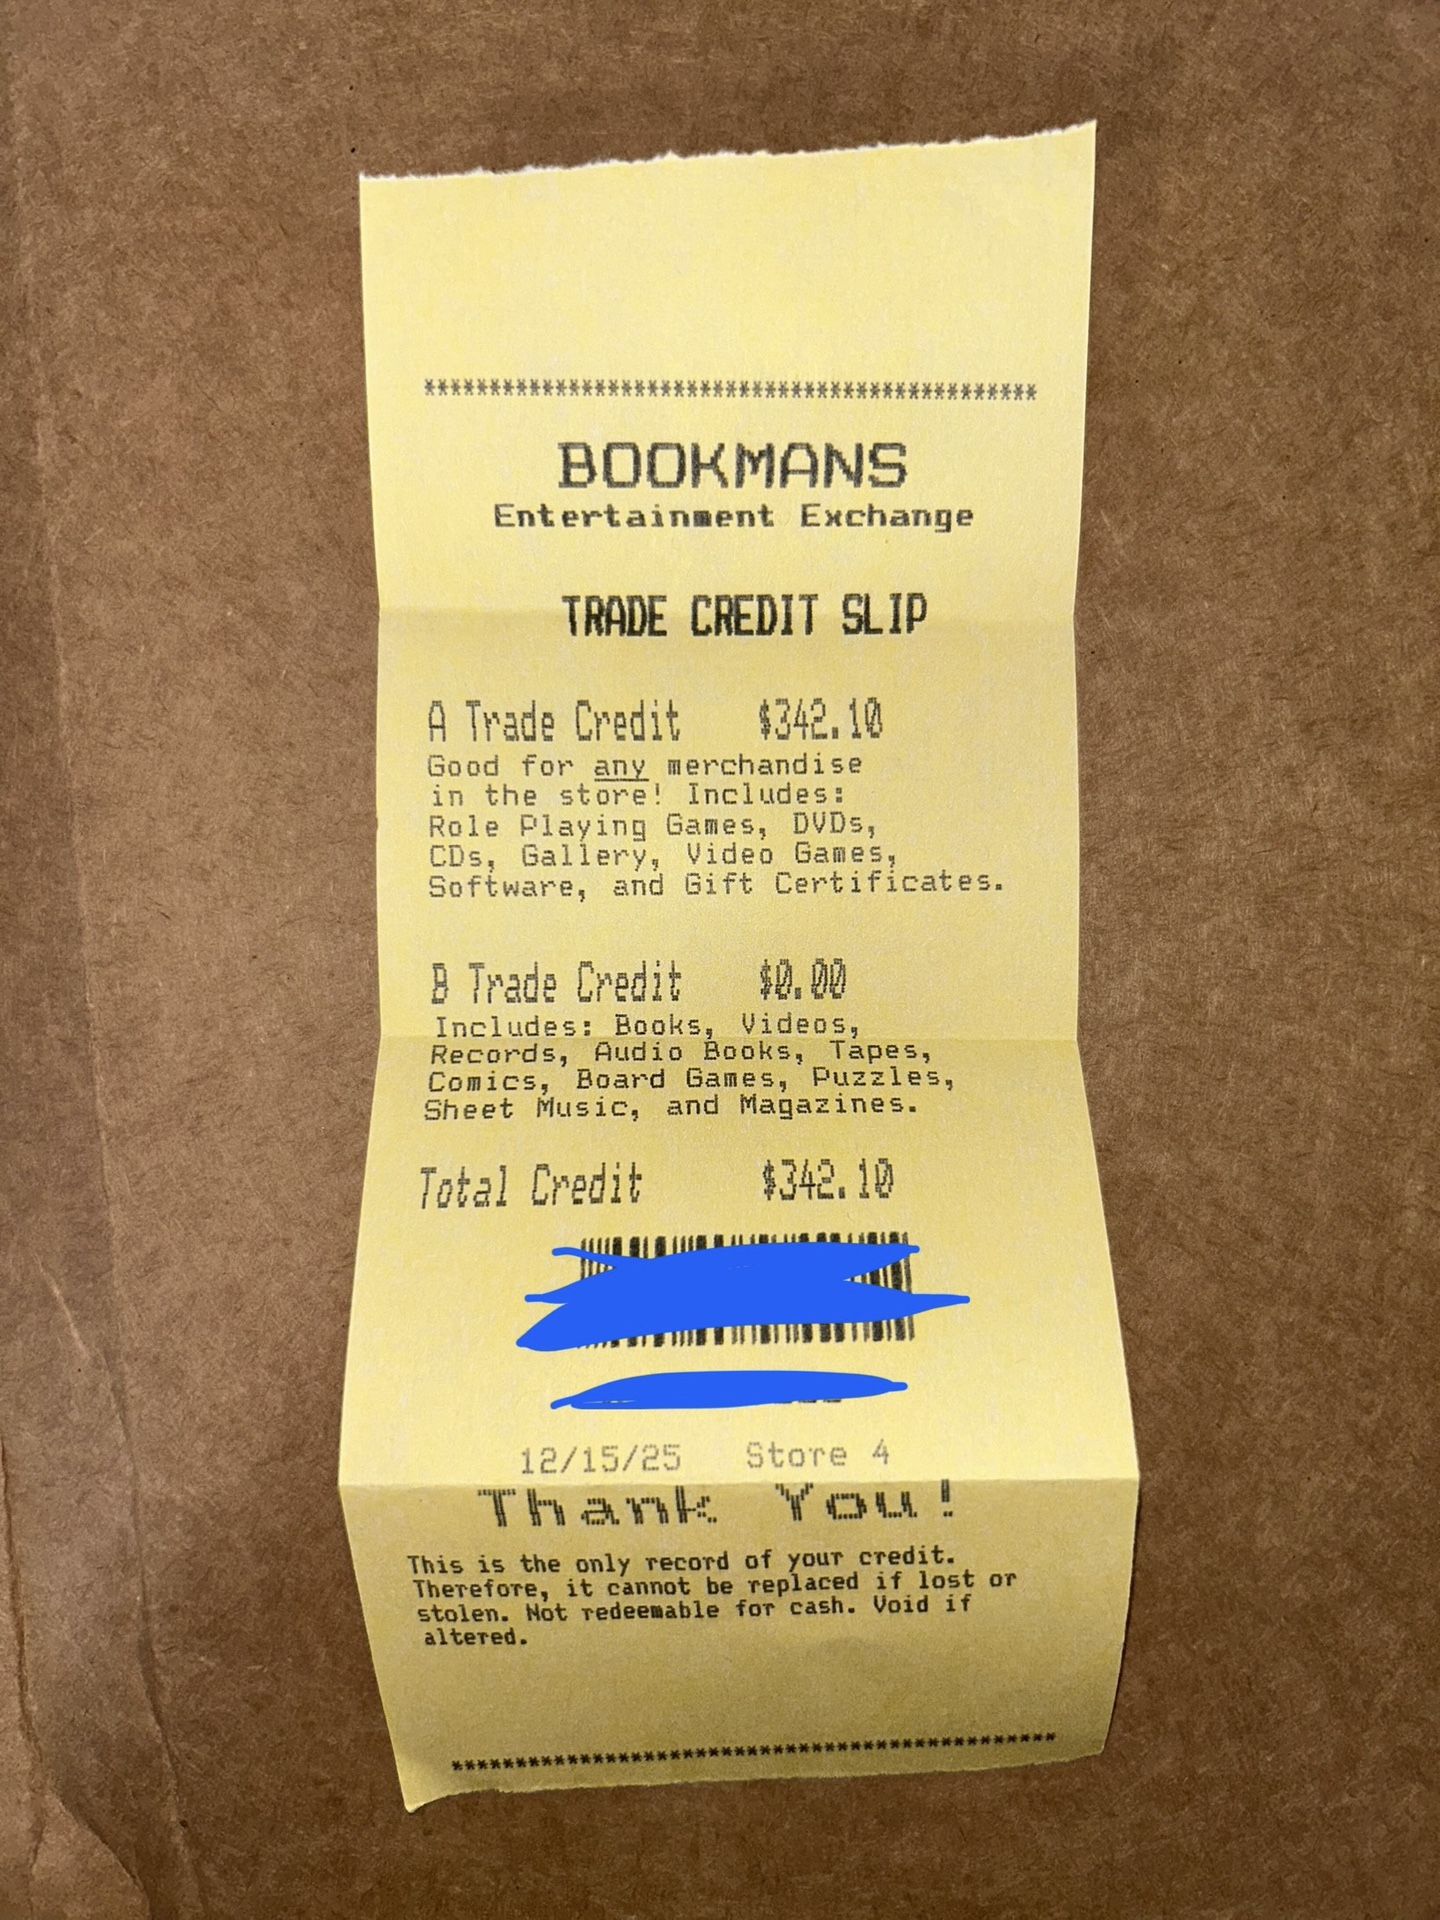 ********************************************
BOOKMANS
Entertainment Exchange
TRADE CREDIT SLIP
A Trade Credit $342.10
Good for any merchandise
in the store! Includes:
Role Playing Games, DVDs,
CDs, Gallery, Video Games,
Software, and Gift Certificates.
B Trade Credit $0.00
Includes: Books, Videos,
Records, Audio Books, Tapes,
Comics, Board Games, Puzzles,
Sheet Music, and Magazines.
Total Credit $342.10
12/15/25 Store 4
Thank You!
This is the only record of your credit.
Therefore, it cannot be replaced if lost or
stolen. Not redeemable for cash. Void if
altered.
********************************************